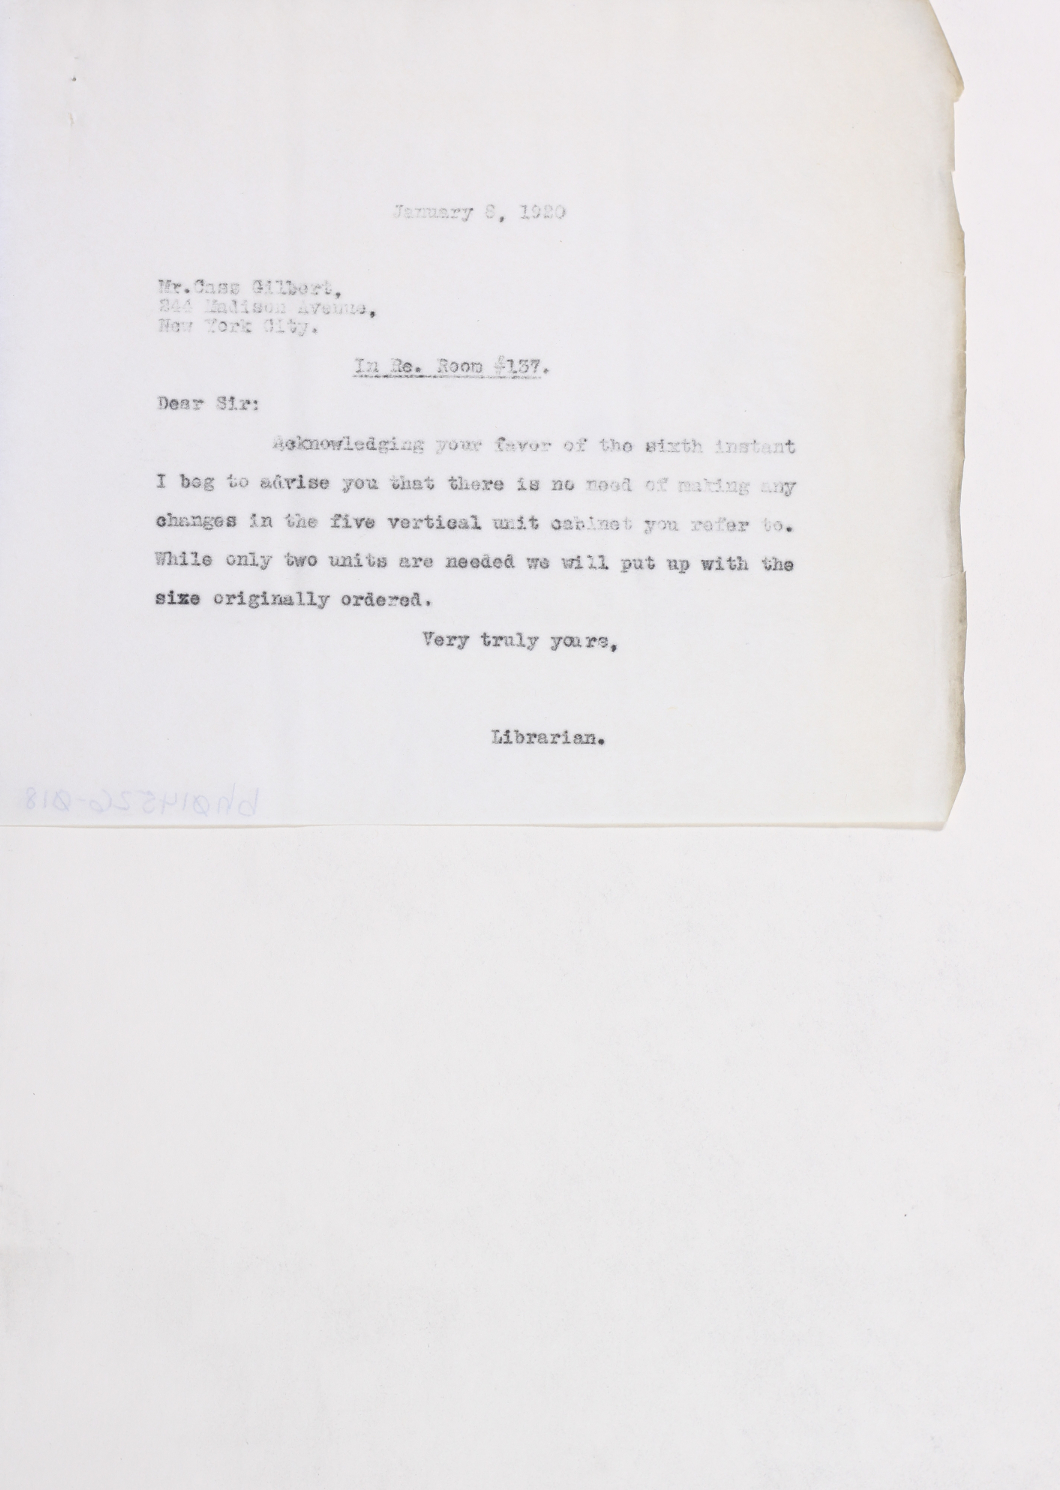 January 8, 1920
Mr.Cass Gilbert,
244 Madison Avenue,
New York City.
In Re. Room #137.
Dear Sir:
Acknowledging your favor of the sixth instant
I beg to advise you that there is no need of making any
changes in the five vertical unit cabinet you refer to.
While only two units are needed we will put up with the
size originally ordered.
Very truly yours,
Librarian.
bh014526-018